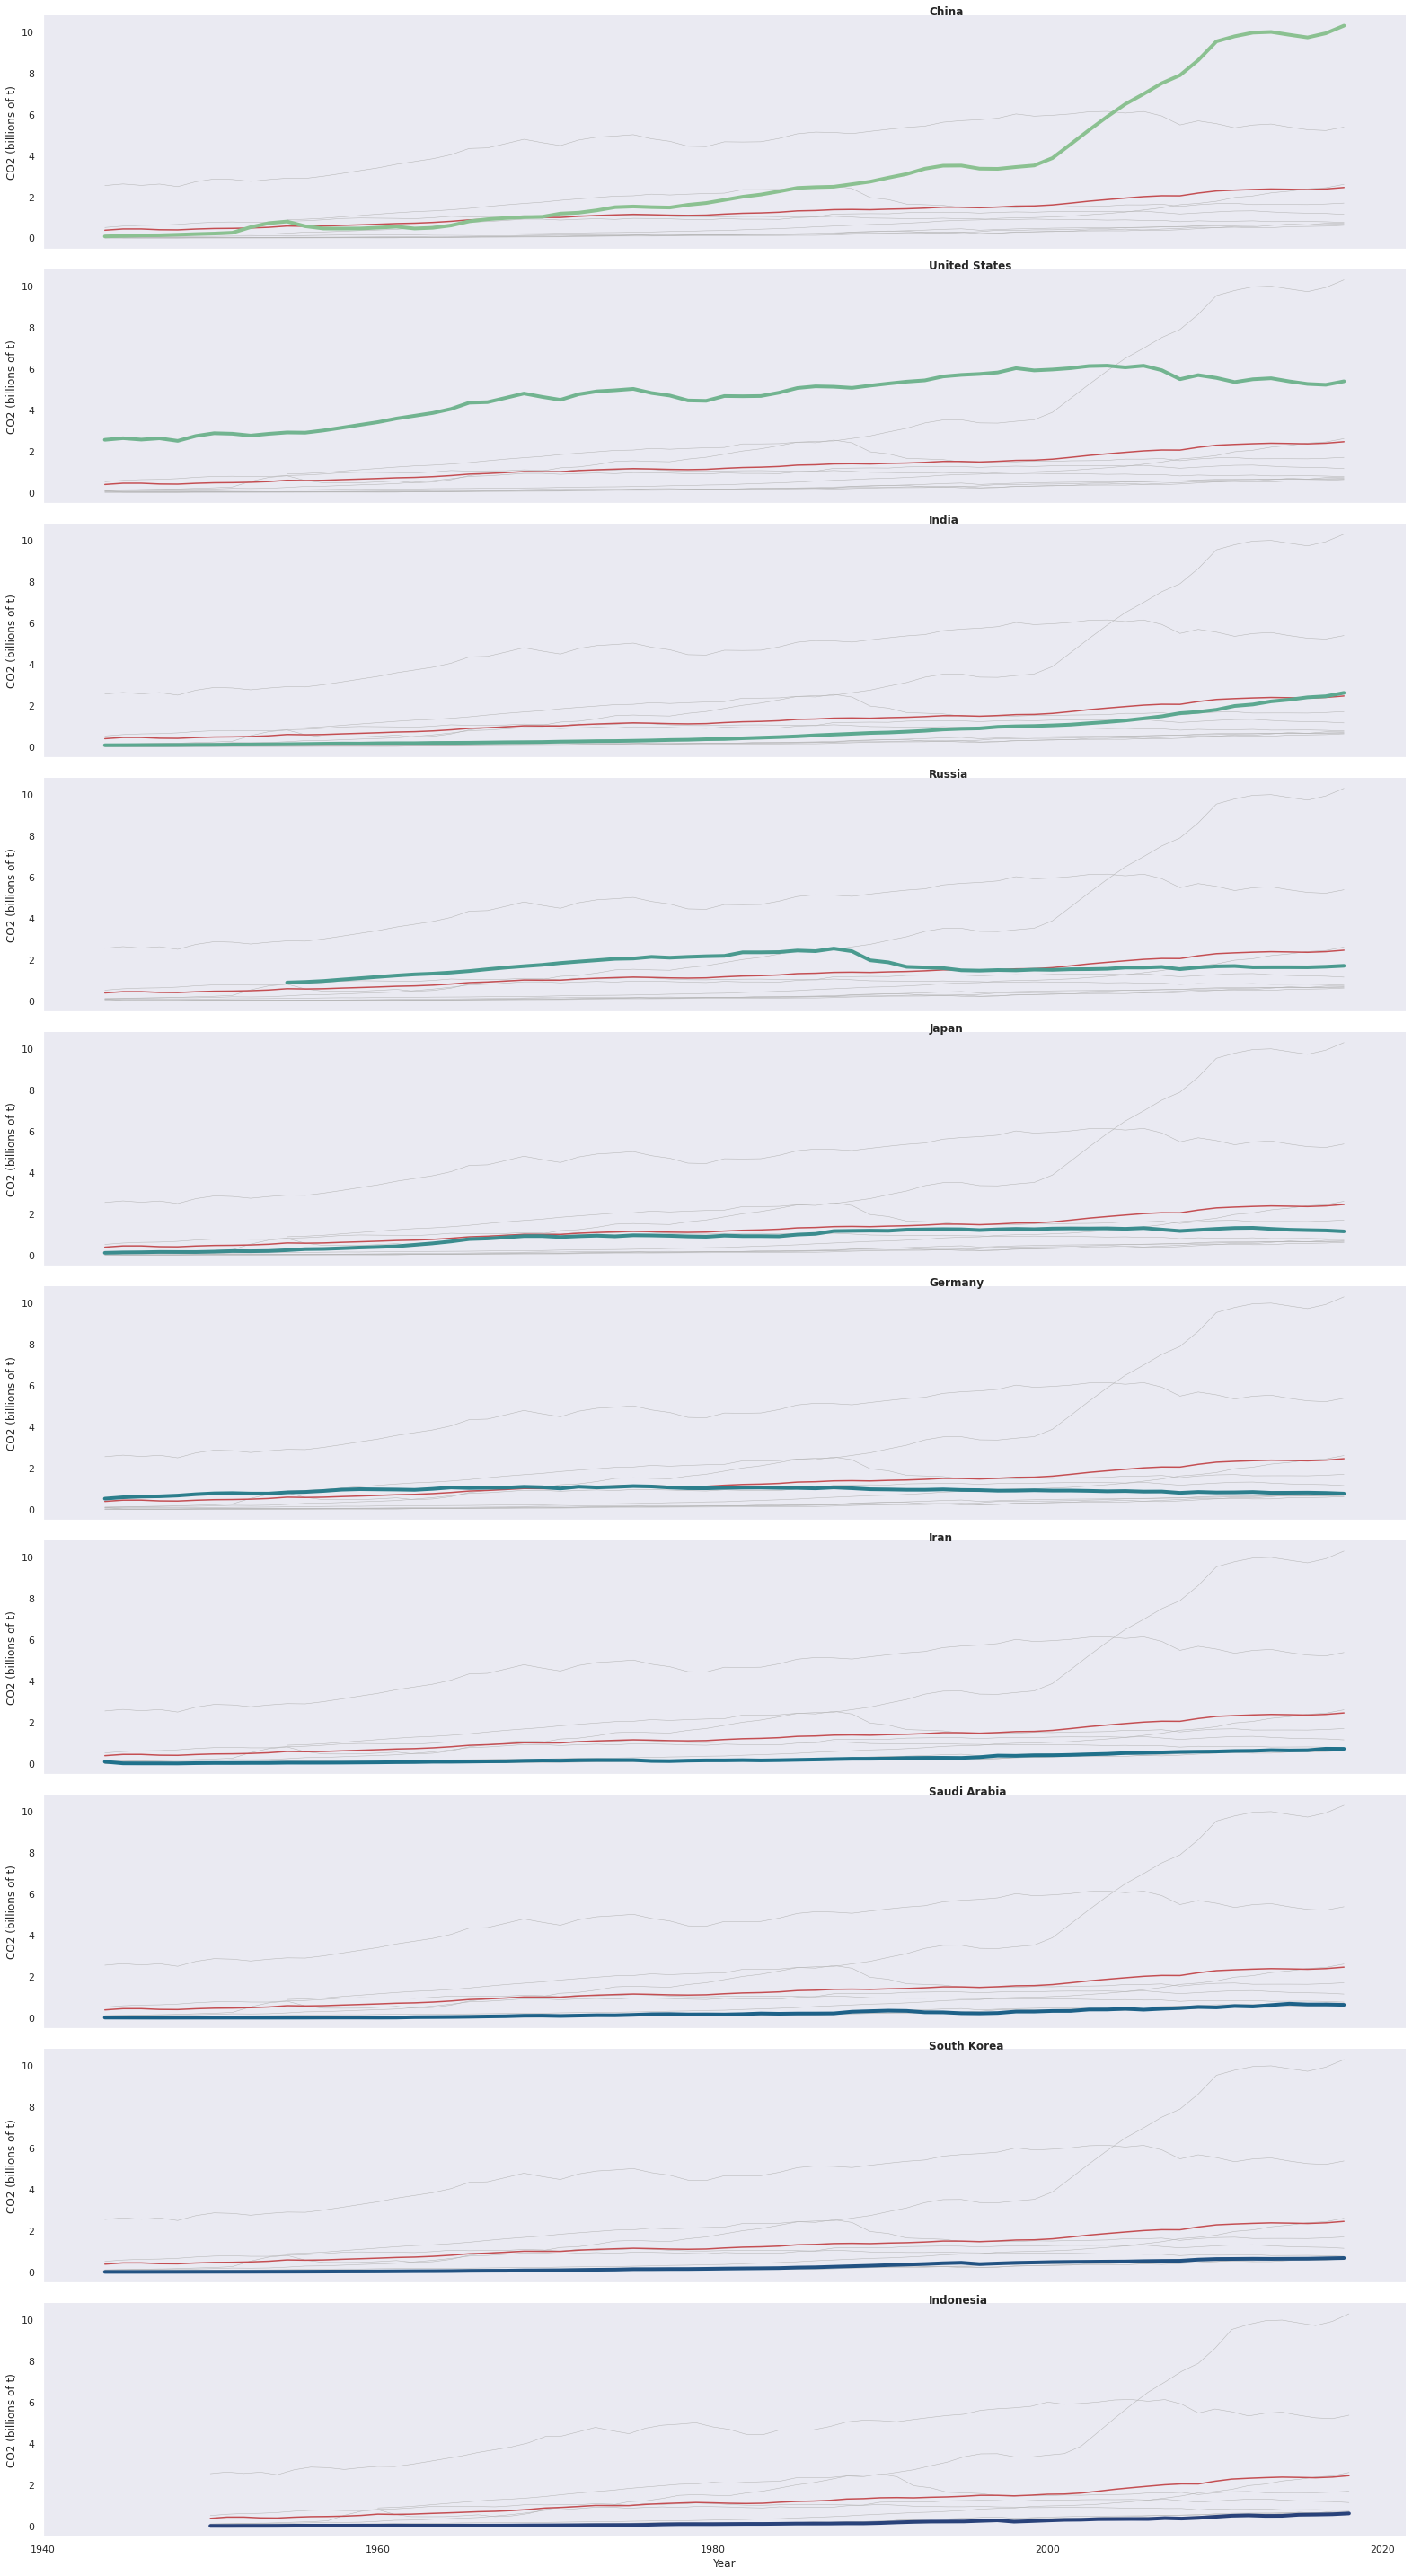 China
10
8
6
4
2
0
CO2 (billions of t)
United States
10
8
6
4
2
0
CO2 (billions of t)
India
10
8
6
4
2
0
CO2 (billions of t)
Russia
10
8
6
4
2
0
CO2 (billions of t)
Japan
10
8
6
4
2
0
CO2 (billions of t)
Germany
10
8
6
4
2
0
CO2 (billions of t)
Iran
10
8
6
4
2
0
CO2 (billions of t)
Saudi Arabia
10
8
6
4
2
0
CO2 (billions of t)
South Korea
10
8
6
4
2
0
CO2 (billions of t)
Indonesia
10
8
6
4
2
0
CO2 (billions of t)
1940 1960 1980 2000 2020
Year